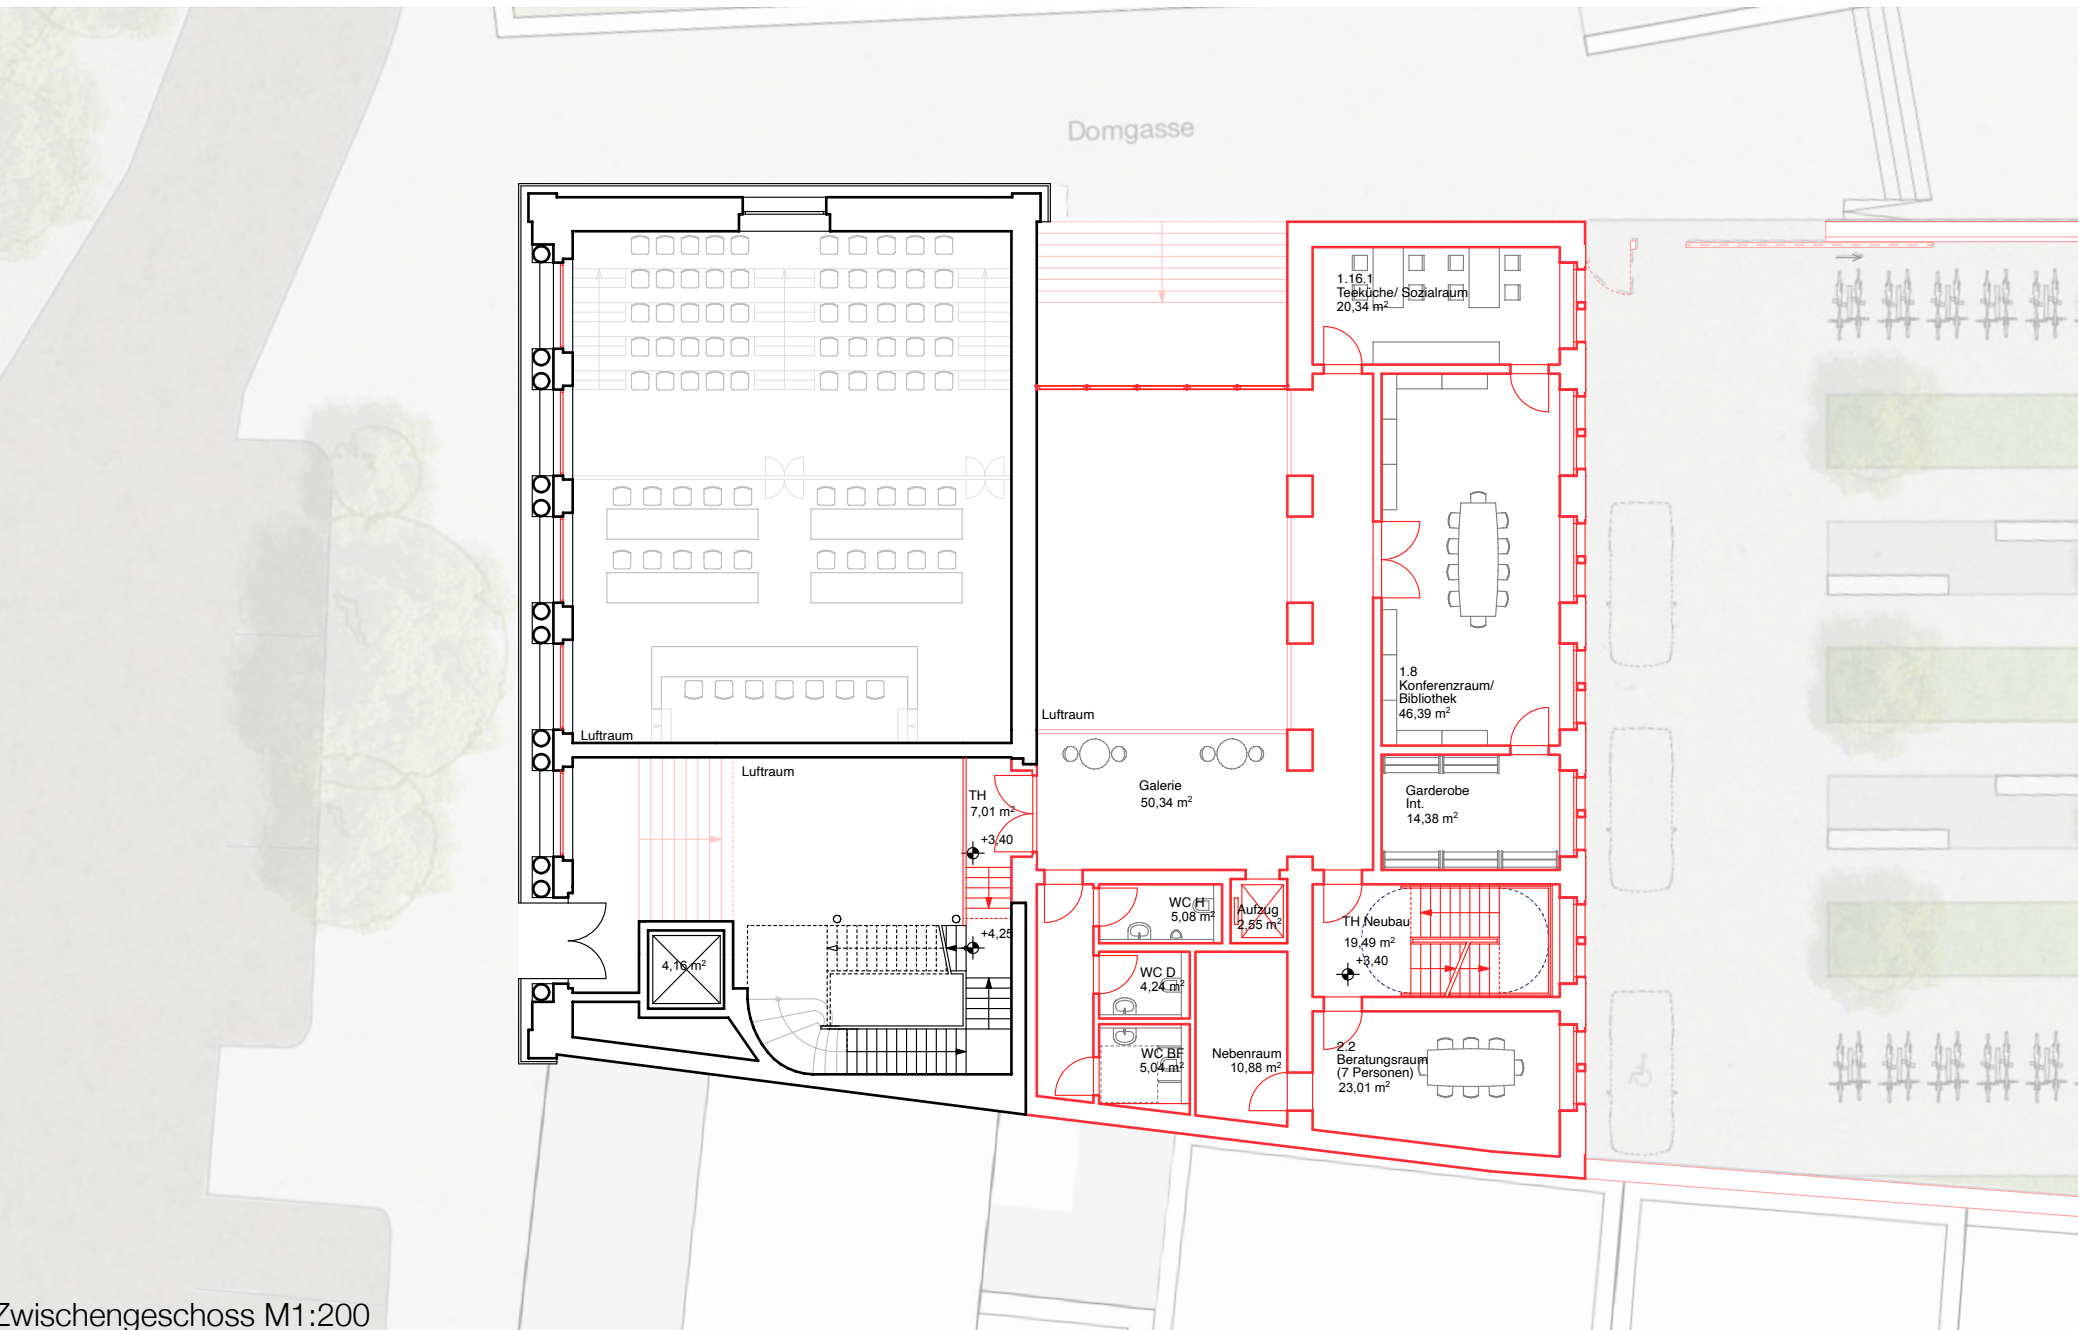 Domgasse
1.16.1
Teeküche/ Sozialraum
20,34 m²
1.8
Konferenzraum/
Bibliothek
46,39 m²
Luftraum
Luftraum
Luftraum
TH
7,01 m²
+3,40
Galerie
50,34 m²
Garderobe
Int.
14,38 m²
WC H
5,08 m²
Aufzug
2,55 m²
TH Neubau
19,49 m²
+3,40
+4,25
4,16 m²
WC D
4,24 m²
WC BF
5,04 m²
Nebenraum
10,88 m²
2.2
Beratungsraum
(7 Personen)
23,01 m²
Zwischengeschoss M1:200